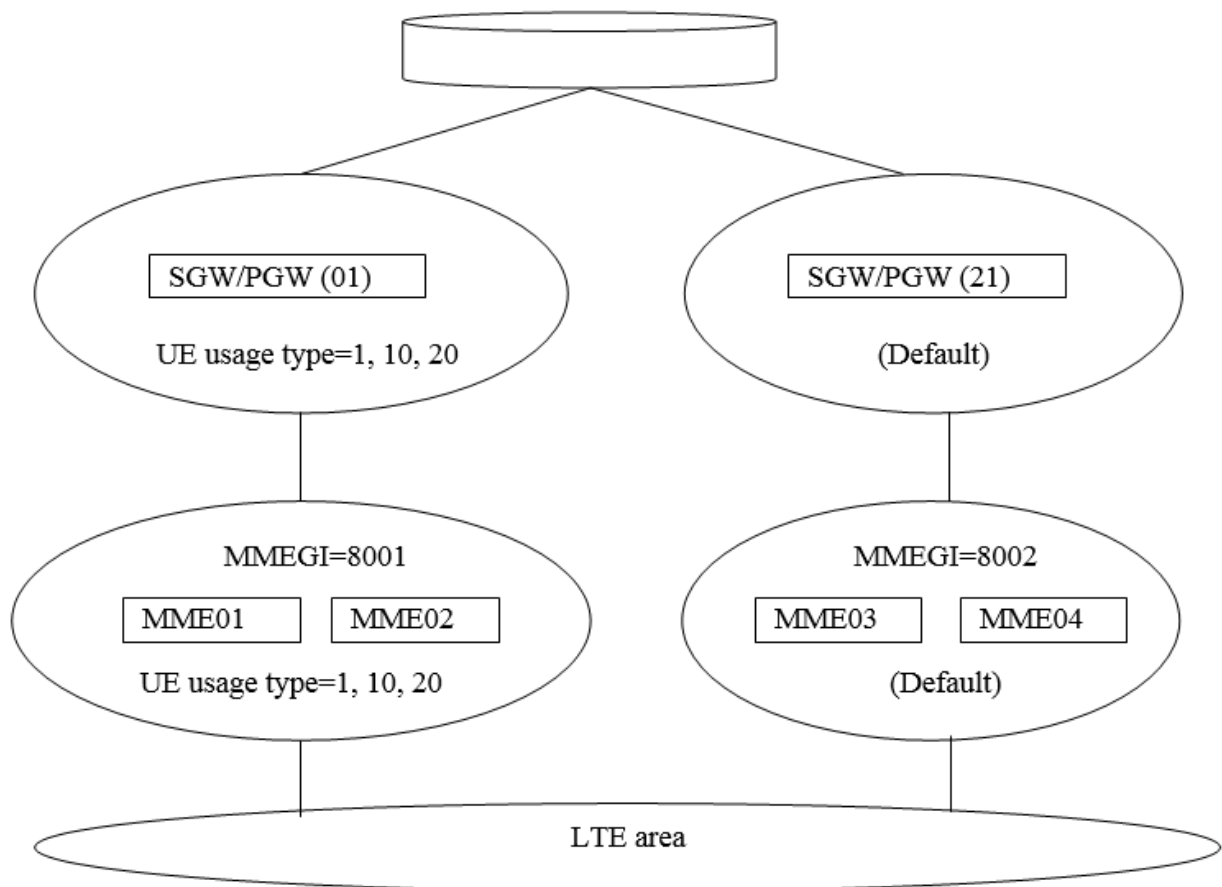 SGW/PGW (01)
UE usage type=1, 10, 20
SGW/PGW (21)
(Default)
MMEGI=8001
MME01
MME02
UE usage type=1, 10, 20
MMEGI=8002
MME03
MME04
(Default)
LTE area